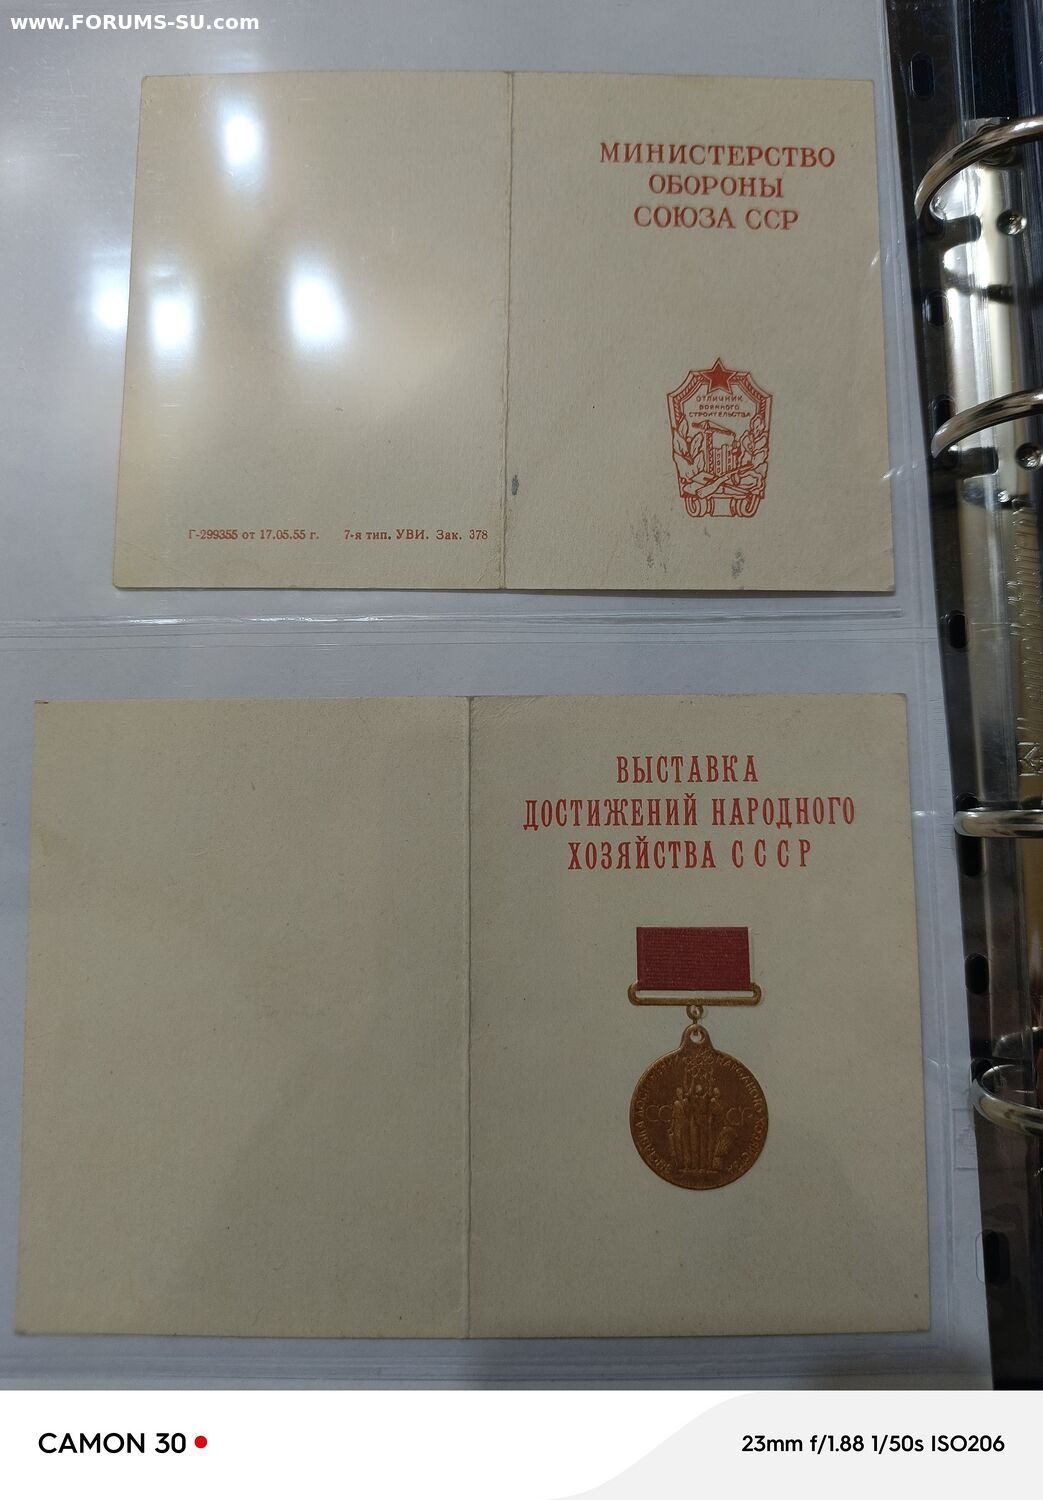 www.FORUMS-SU.com
МИНИСТЕРСТВО
ОБОРОНЫ
СОЮЗА ССР
ОТЛИЧНИК
ВОЕННОГО
СТРОИТЕЛЬСТВА
Г-299355 от 17.05.55 г. 7-я тип. УВИ. Зак. 378
ВЫСТАВКА
ДОСТИЖЕНИЙ НАРОДНОГО
ХОЗЯЙСТВА СССР
CAMON 30
23mm f/1.88 1/50s ISO206